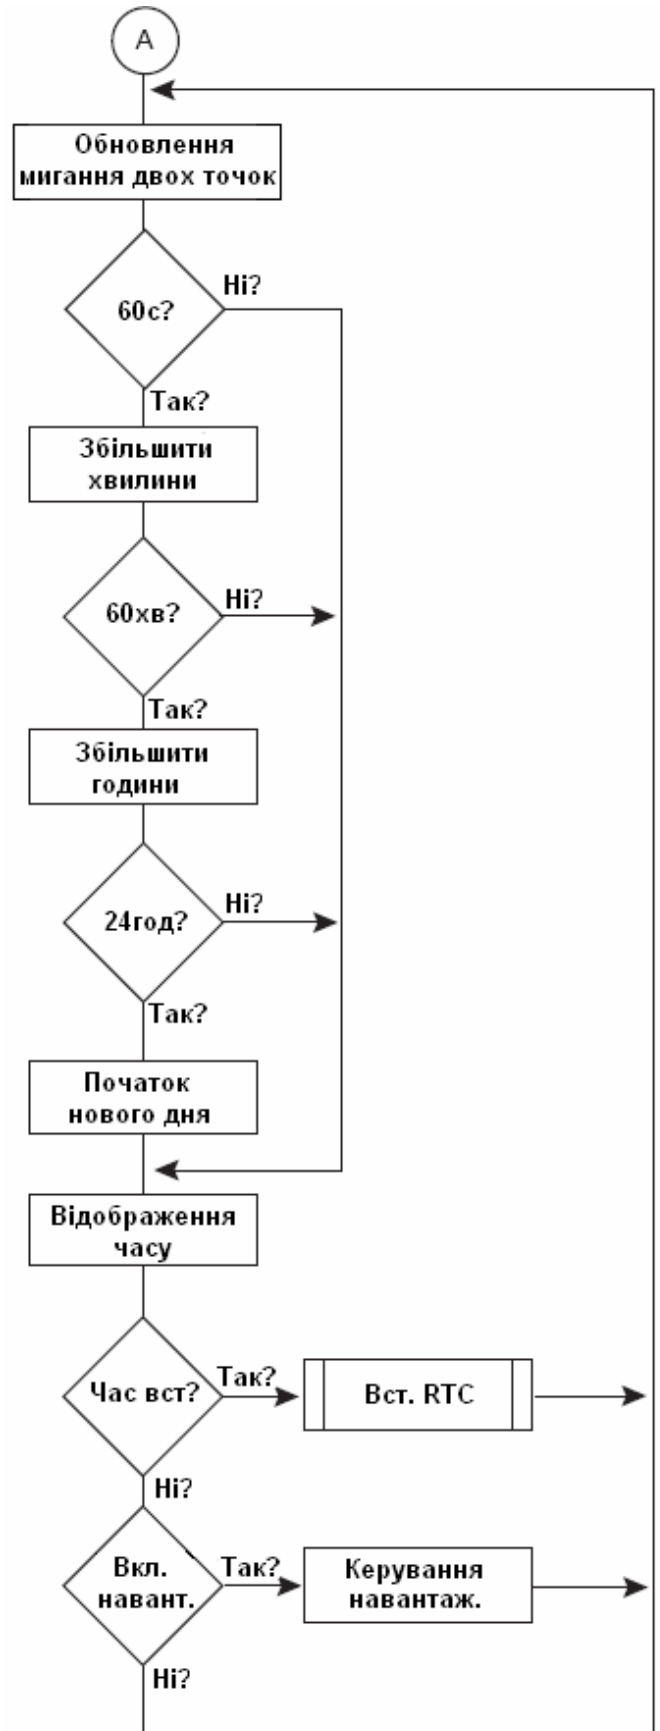 А
Обновлення
мигання двох точок
Ні?
60с?
Так?
Збільшити
хвилини
Ні?
60хв?
Так?
Збільшити
години
Ні?
24год?
Так?
Початок
нового дня
Відображення
часу
Час вст?
Так?
Вст. RTC
Ні?
Вкл.
навант.
Так?
Керування
навантаж.
Ні?